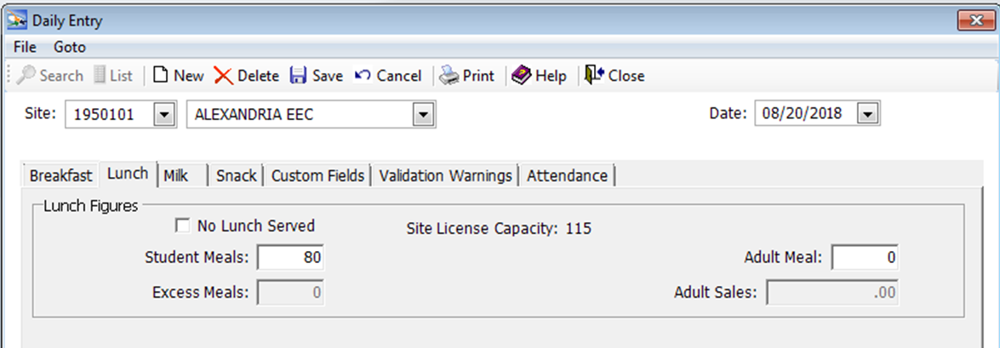 Daily Entry
File Goto
Search List New Delete Save Cancel Print Help Close
Site: 1950101 ALEXANDRIA EEC Date: 08/20/2018
Breakfast Lunch Milk Snack Custom Fields Validation Warnings Attendance
Lunch Figures
No Lunch Served Site License Capacity: 115
Student Meals: 80 Adult Meal: 0
Excess Meals: 0 Adult Sales: .00